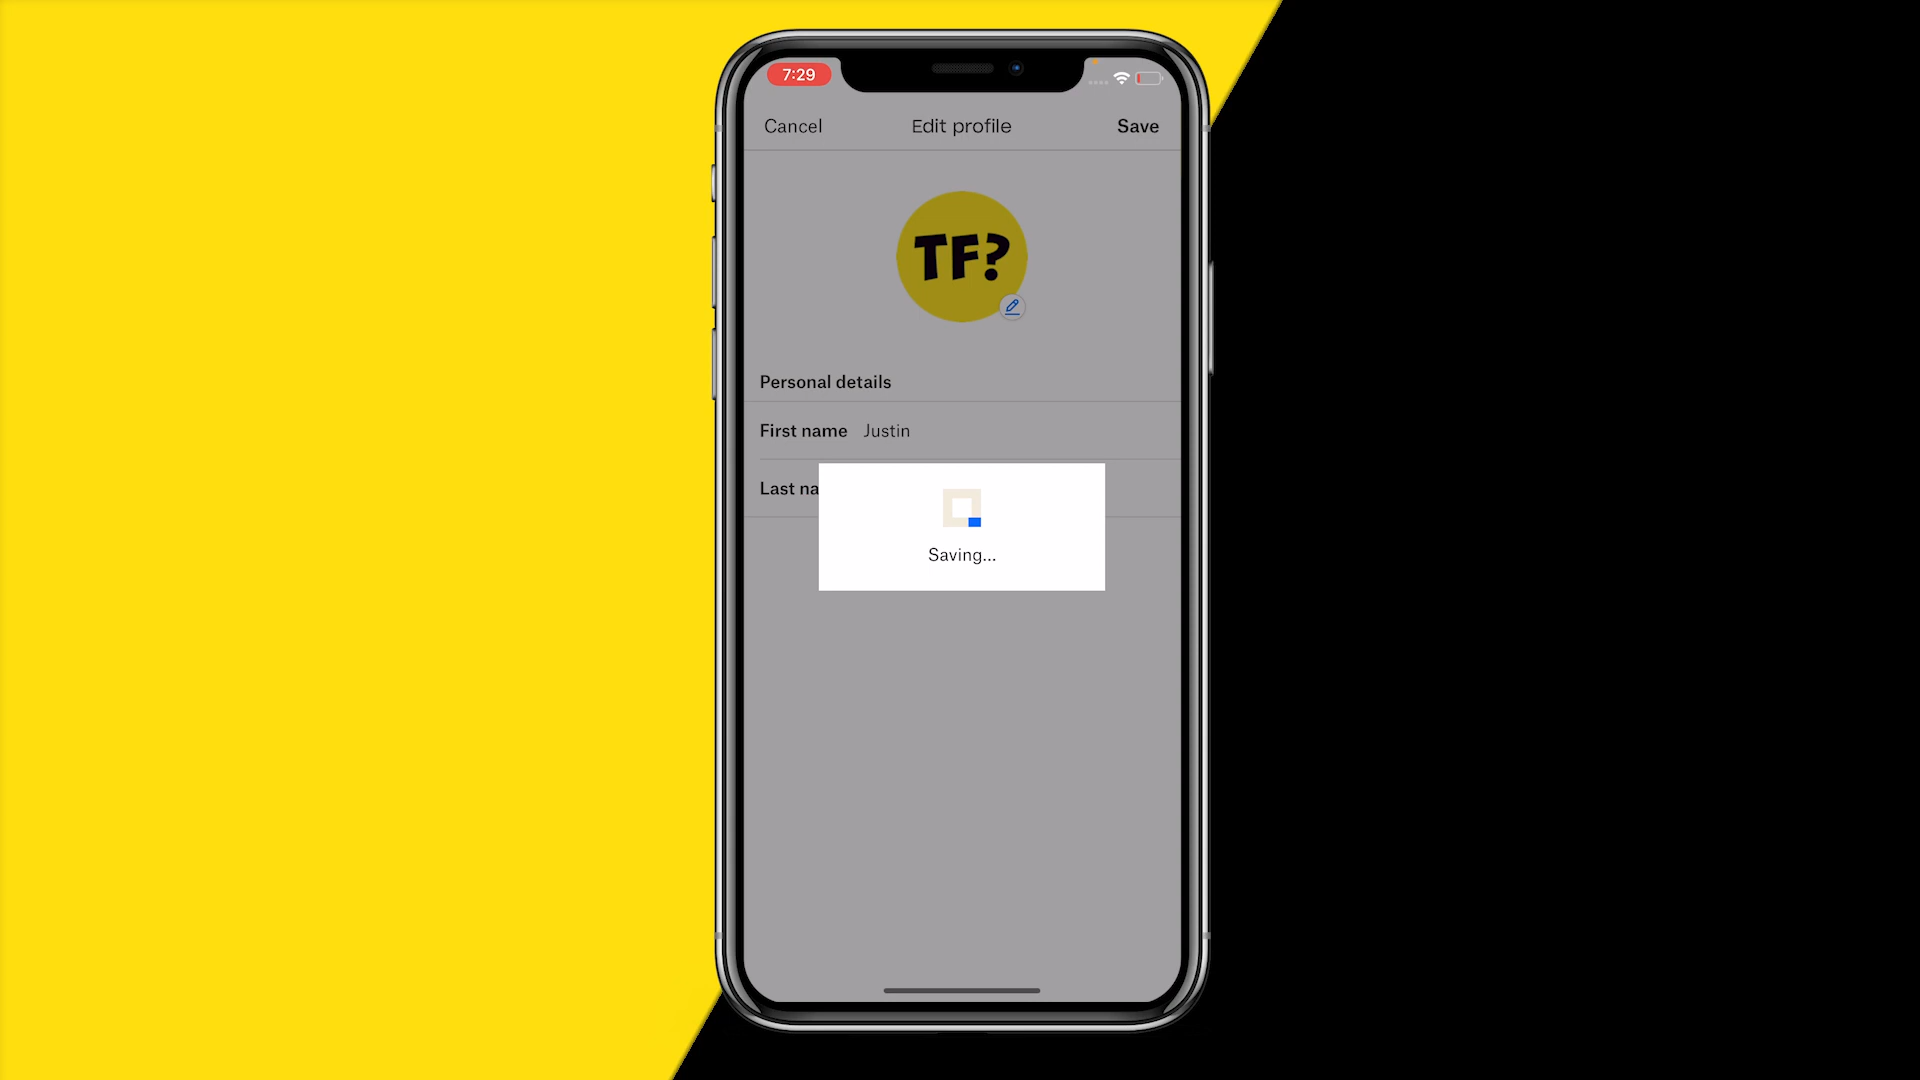 7:29
Cancel Edit profile Save
TF?
Personal details
First name Justin
Last na
Saving...